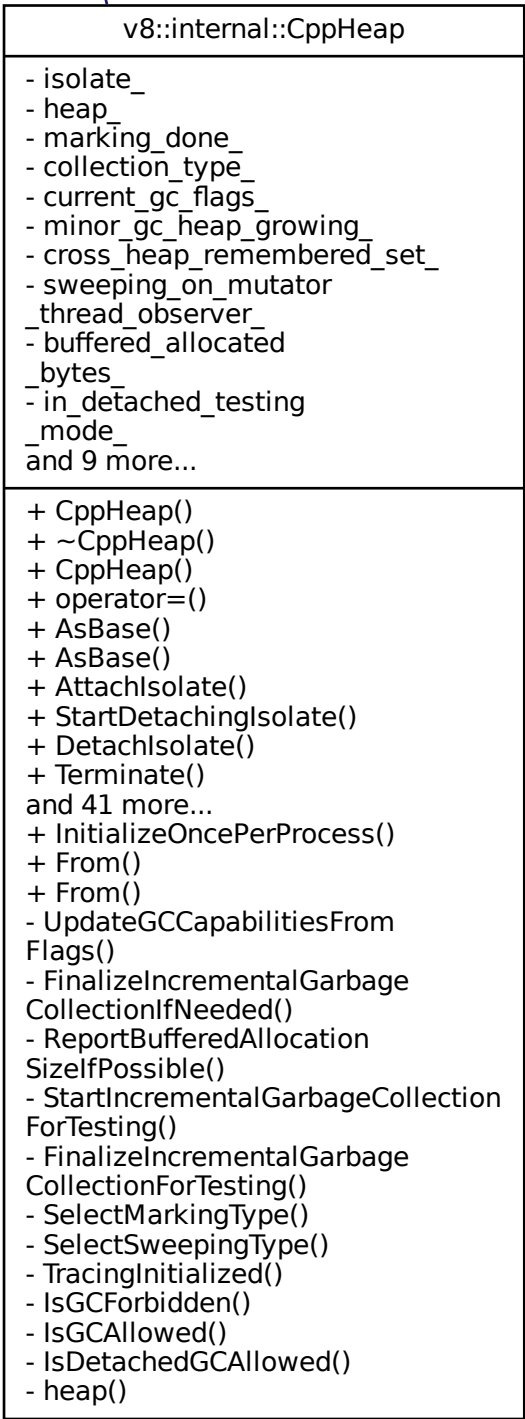 v8::internal::CppHeap
- isolate_
- heap_
- marking_done_
- collection_type_
- current_gc_flags_
- minor_gc_heap_growing_
- cross_heap_remembered_set_
- sweeping_on_mutator
_thread_observer_
- buffered_allocated
_bytes_
- in_detached_testing
_mode_
and 9 more...
+ CppHeap()
+ ~CppHeap()
+ CppHeap()
+ operator=()
+ AsBase()
+ AsBase()
+ AttachIsolate()
+ StartDetachingIsolate()
+ DetachIsolate()
+ Terminate()
and 41 more...
+ InitializeOncePerProcess()
+ From()
+ From()
- UpdateGCCapabilitiesFrom
Flags()
- FinalizeIncrementalGarbage
CollectionIfNeeded()
- ReportBufferedAllocation
SizeIfPossible()
- StartIncrementalGarbageCollection
ForTesting()
- FinalizeIncrementalGarbage
CollectionForTesting()
- SelectMarkingType()
- SelectSweepingType()
- TracingInitialized()
- IsGCForbidden()
- IsGCAllowed()
- IsDetachedGCAllowed()
- heap()